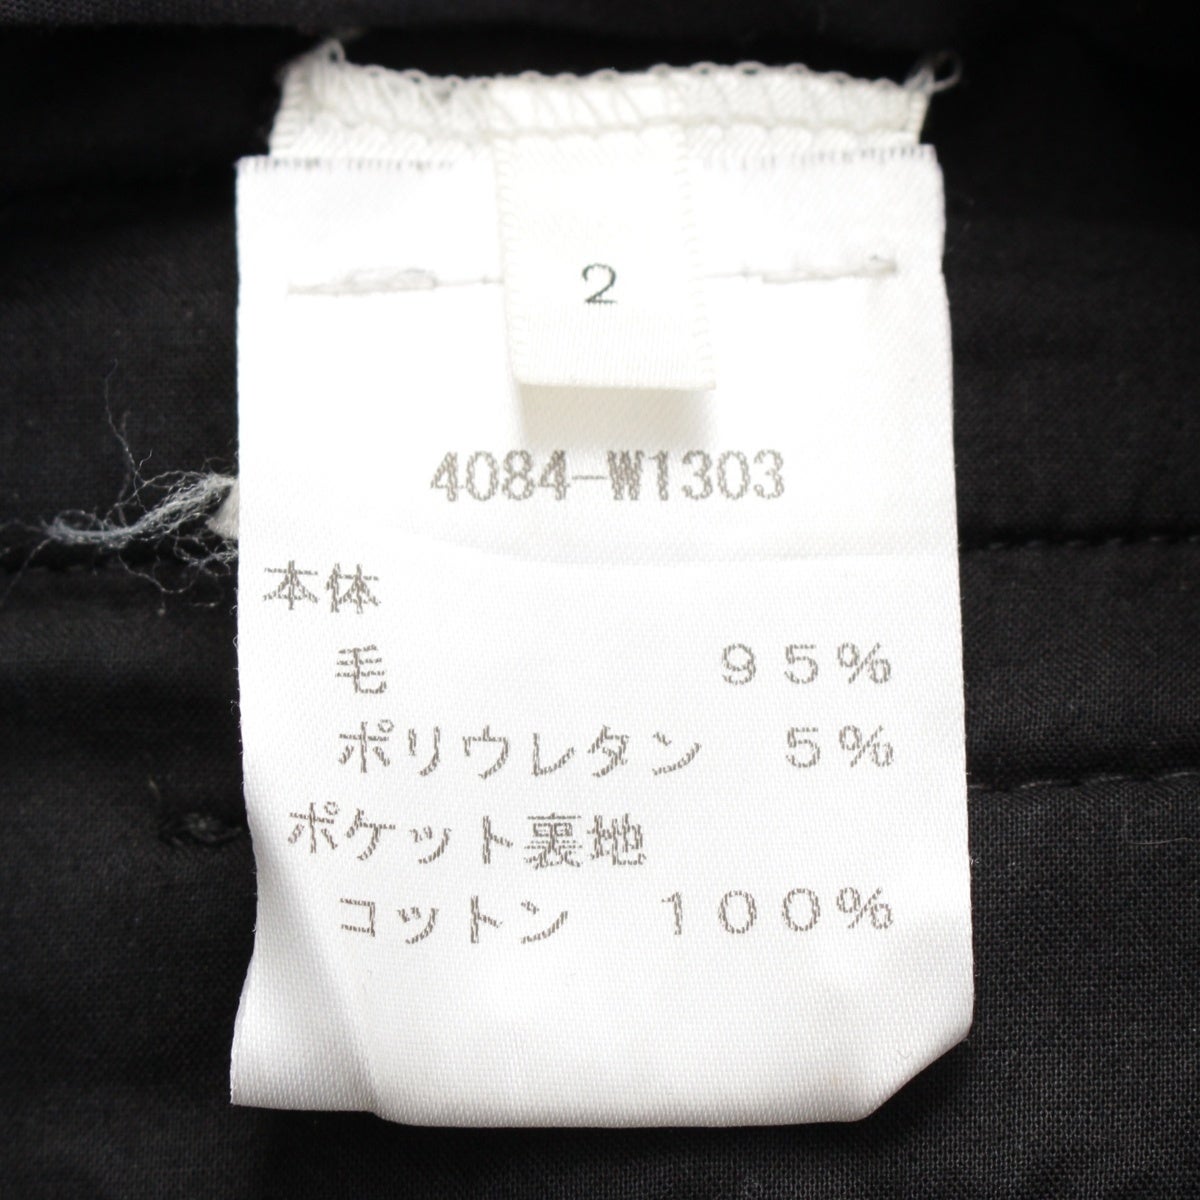 2
4084-W1303
本体
毛 95%
ポリウレタン 5%
ポケット裏地
コットン 100%